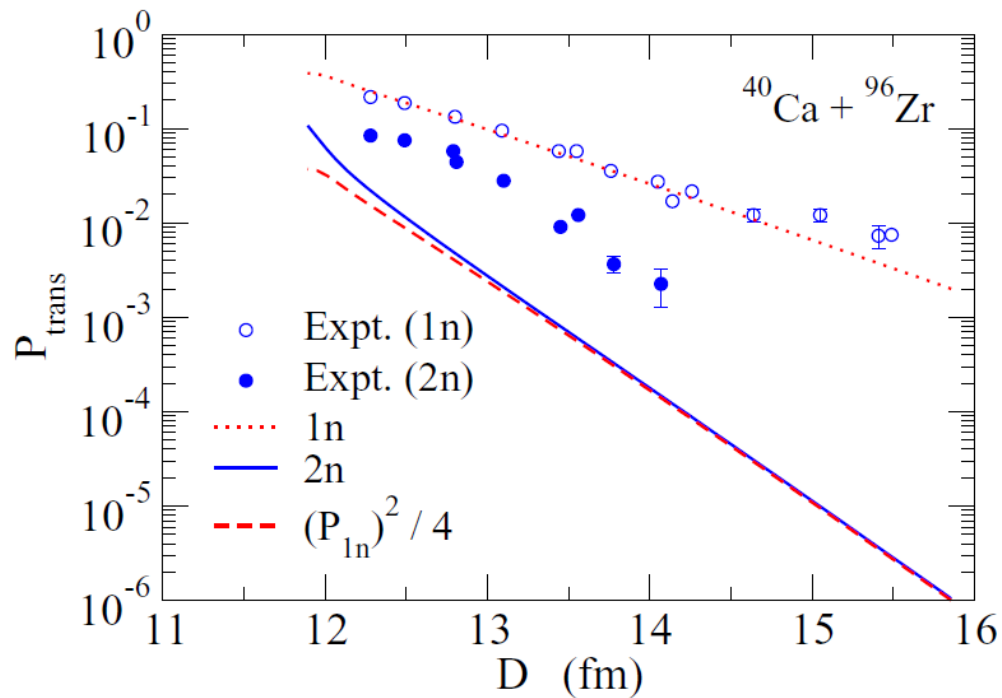 10^0
10^-1
10^-2
10^-3
10^-4
10^-5
10^-6
P_trans
^40Ca + ^96Zr
Expt. (1n)
Expt. (2n)
1n
2n
(P_1n)^2 / 4
11 12 13 14 15 16
D (fm)